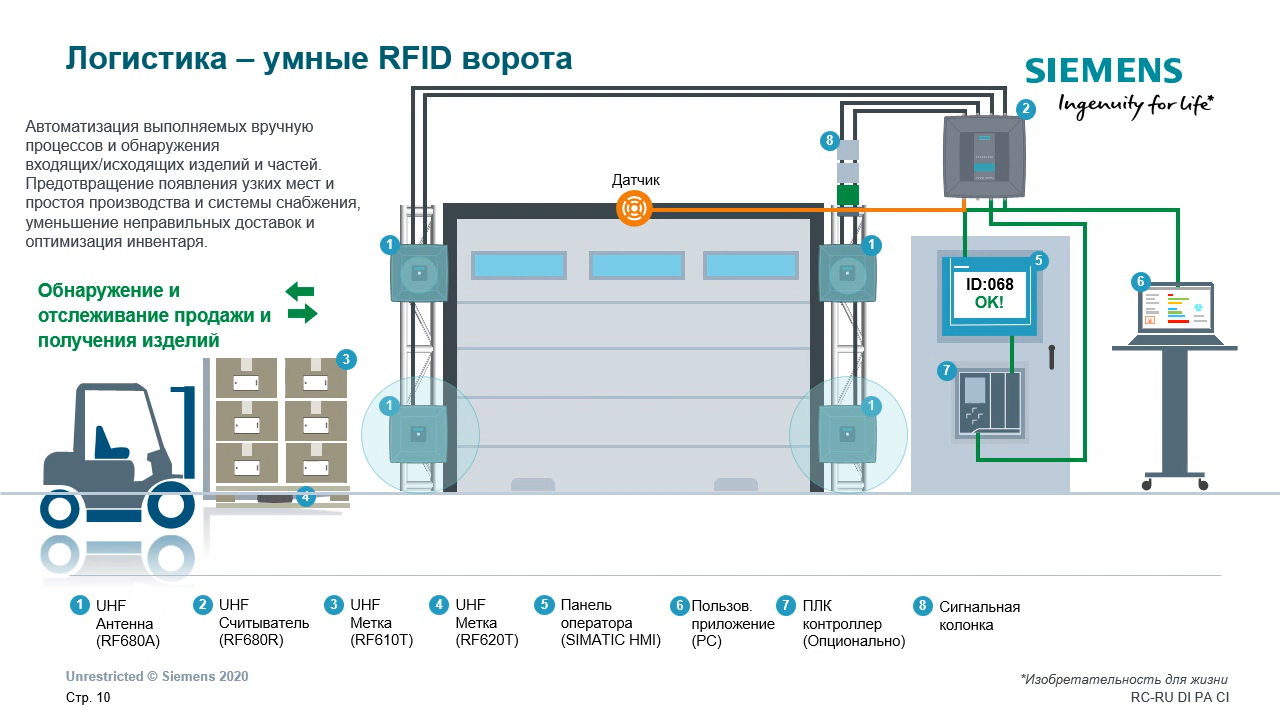 Логистика – умные RFID ворота
SIEMENS
Ingenuity for life*
Автоматизация выполняемых вручную
процессов и обнаружения
входящих/исходящих изделий и частей.
Предотвращение появления узких мест и
простоя производства и системы снабжения,
уменьшение неправильных доставок и
оптимизация инвентаря.
Обнаружение и
отслеживание продажи и
получения изделий
Датчик
2
8
1
1
5
ID:068
OK!
6
3
7
1
1
4
1 UHF
Антенна
(RF680A)
2 UHF
Считыватель
(RF680R)
3 UHF
Метка
(RF610T)
4 UHF
Метка
(RF620T)
5 Панель
оператора
(SIMATIC HMI)
6 Пользов.
приложение
(PC)
7 ПЛК
контроллер
(Опционально)
8 Сигнальная
колонка
Unrestricted © Siemens 2020
Стр. 10
*Изобретательность для жизни
RC-RU DI PA CI